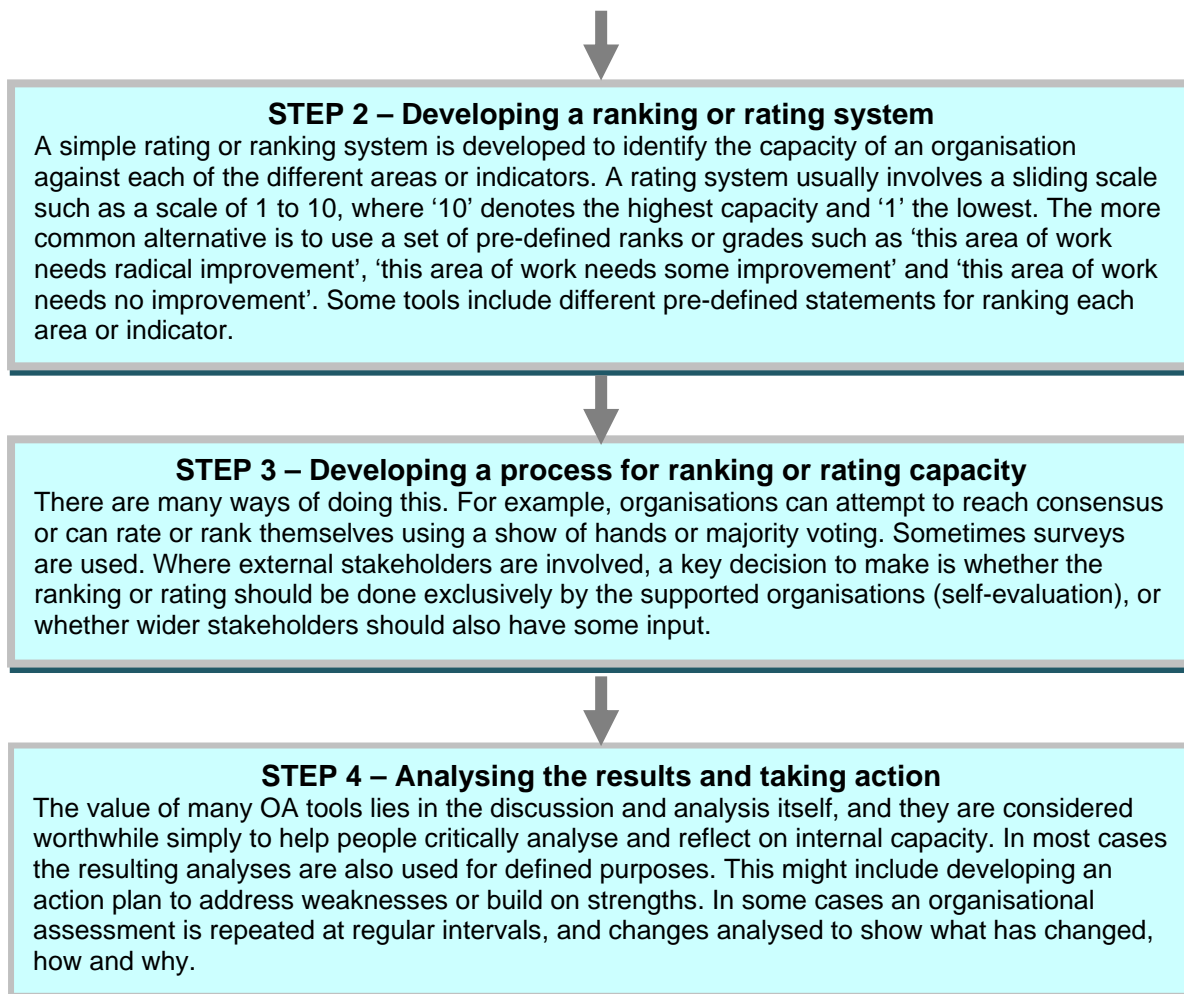 STEP 2 – Developing a ranking or rating system
A simple rating or ranking system is developed to identify the capacity of an organisation
against each of the different areas or indicators. A rating system usually involves a sliding scale
such as a scale of 1 to 10, where ‘10’ denotes the highest capacity and ‘1’ the lowest. The more
common alternative is to use a set of pre-defined ranks or grades such as ‘this area of work
needs radical improvement’, ‘this area of work needs some improvement’ and ‘this area of work
needs no improvement’. Some tools include different pre-defined statements for ranking each
area or indicator.
STEP 3 – Developing a process for ranking or rating capacity
There are many ways of doing this. For example, organisations can attempt to reach consensus
or can rate or rank themselves using a show of hands or majority voting. Sometimes surveys
are used. Where external stakeholders are involved, a key decision to make is whether the
ranking or rating should be done exclusively by the supported organisations (self-evaluation), or
whether wider stakeholders should also have some input.
STEP 4 – Analysing the results and taking action
The value of many OA tools lies in the discussion and analysis itself, and they are considered
worthwhile simply to help people critically analyse and reflect on internal capacity. In most cases
the resulting analyses are also used for defined purposes. This might include developing an
action plan to address weaknesses or build on strengths. In some cases an organisational
assessment is repeated at regular intervals, and changes analysed to show what has changed,
how and why.